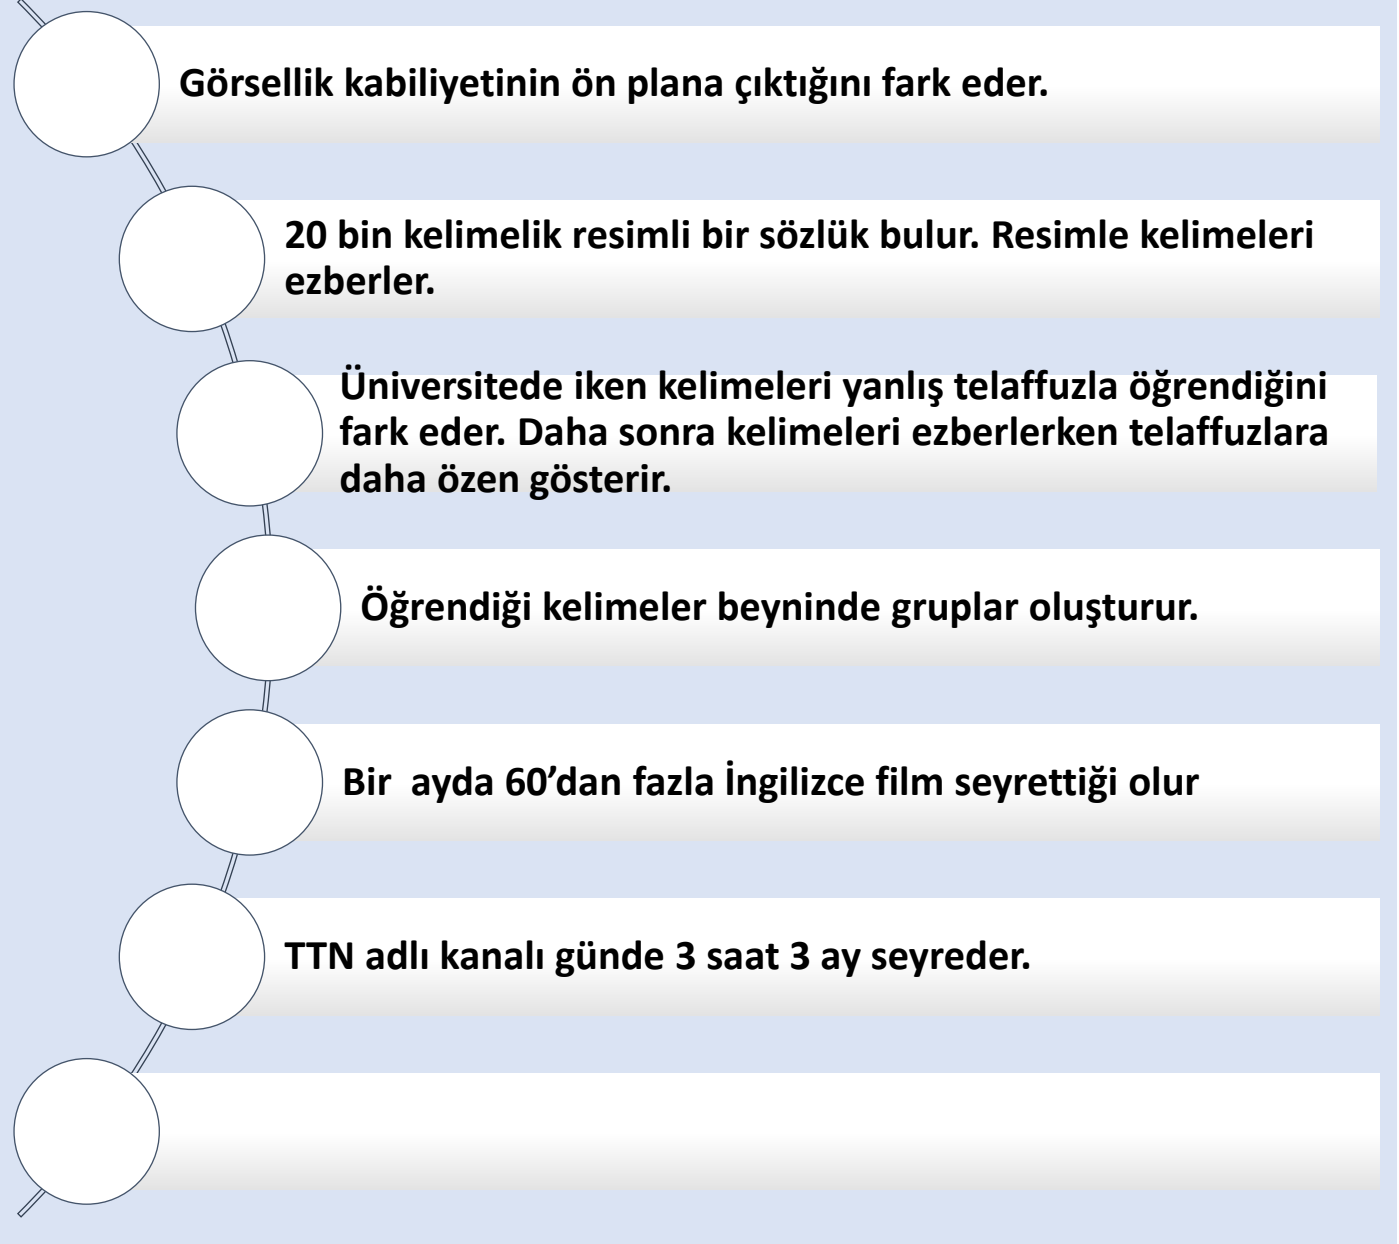 Görsellik kabiliyetinin ön plana çıktığını fark eder.
20 bin kelimelik resimli bir sözlük bulur. Resimle kelimeleri
ezberler.
Üniversitede iken kelimeleri yanlış telaffuzla öğrendiğini
fark eder. Daha sonra kelimeleri ezberlerken telaffuzlara
daha özen gösterir.
Öğrendiği kelimeler beyninde gruplar oluşturur.
Bir  ayda 60’dan fazla İngilizce film seyrettiği olur
TTN adlı kanalı günde 3 saat 3 ay seyreder.